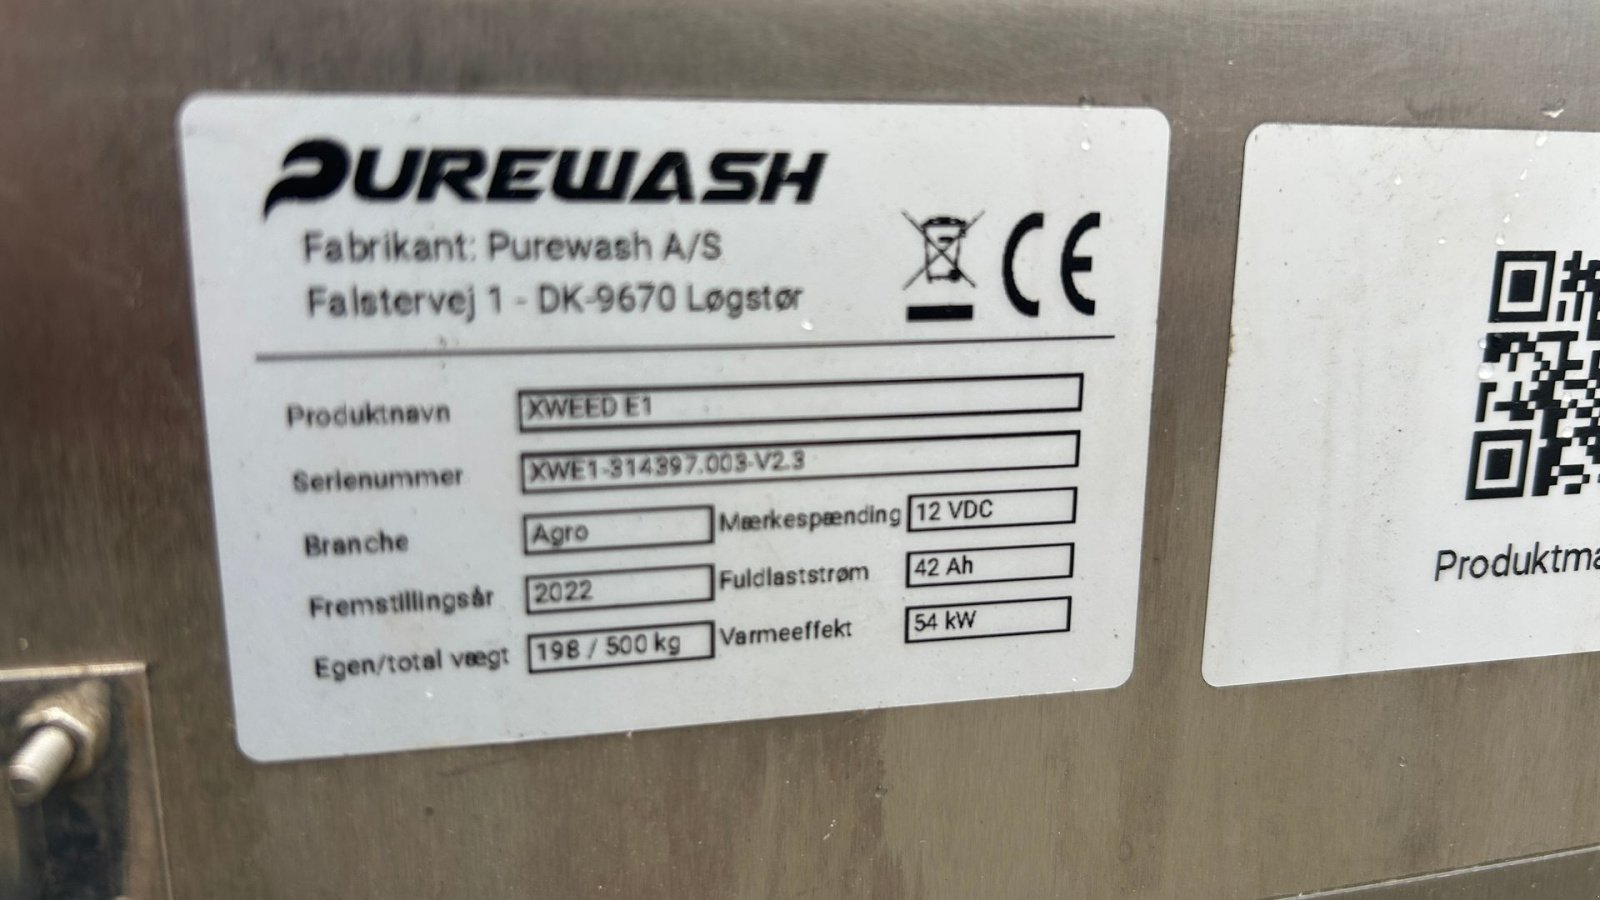 PUREWASH
Fabrikant: Purewash A/S
Falstervej 1 - DK-9670 Løgstør
CE
Produktnavn XWEED E1
Serienummer XWE1-314397.003-V2.3
Branche Agro Mærkespænding 12 VDC
Fremstillingsår 2022 Fuldlaststrøm 42 Ah
Egen/total vægt 198 / 500 kg Varmeeffekt 54 kW
Produktma